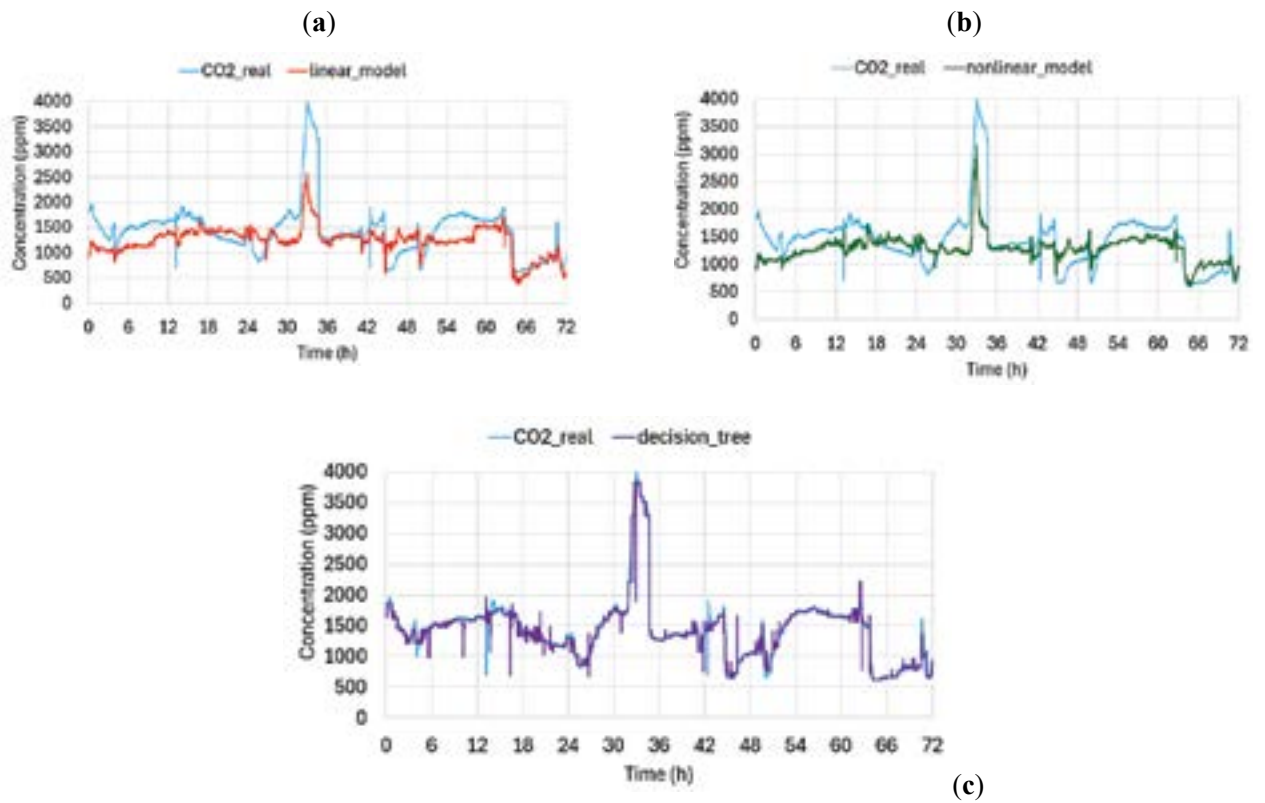 (a)
CO2_real linear_model
Concentration (ppm)
4000
3500
3000
2500
2000
1500
1000
500
0
0 6 12 18 24 30 36 42 48 54 60 66 72
Time (h)
(b)
CO2_real nonlinear_model
Concentration (ppm)
4000
3500
3000
2500
2000
1500
1000
500
0
0 6 12 18 24 30 36 42 48 54 60 66 72
Time (h)
CO2_real decision_tree
Concentration (ppm)
4000
3500
3000
2500
2000
1500
1000
500
0
0 6 12 18 24 30 36 42 48 54 60 66 72
Time (h)
(c)